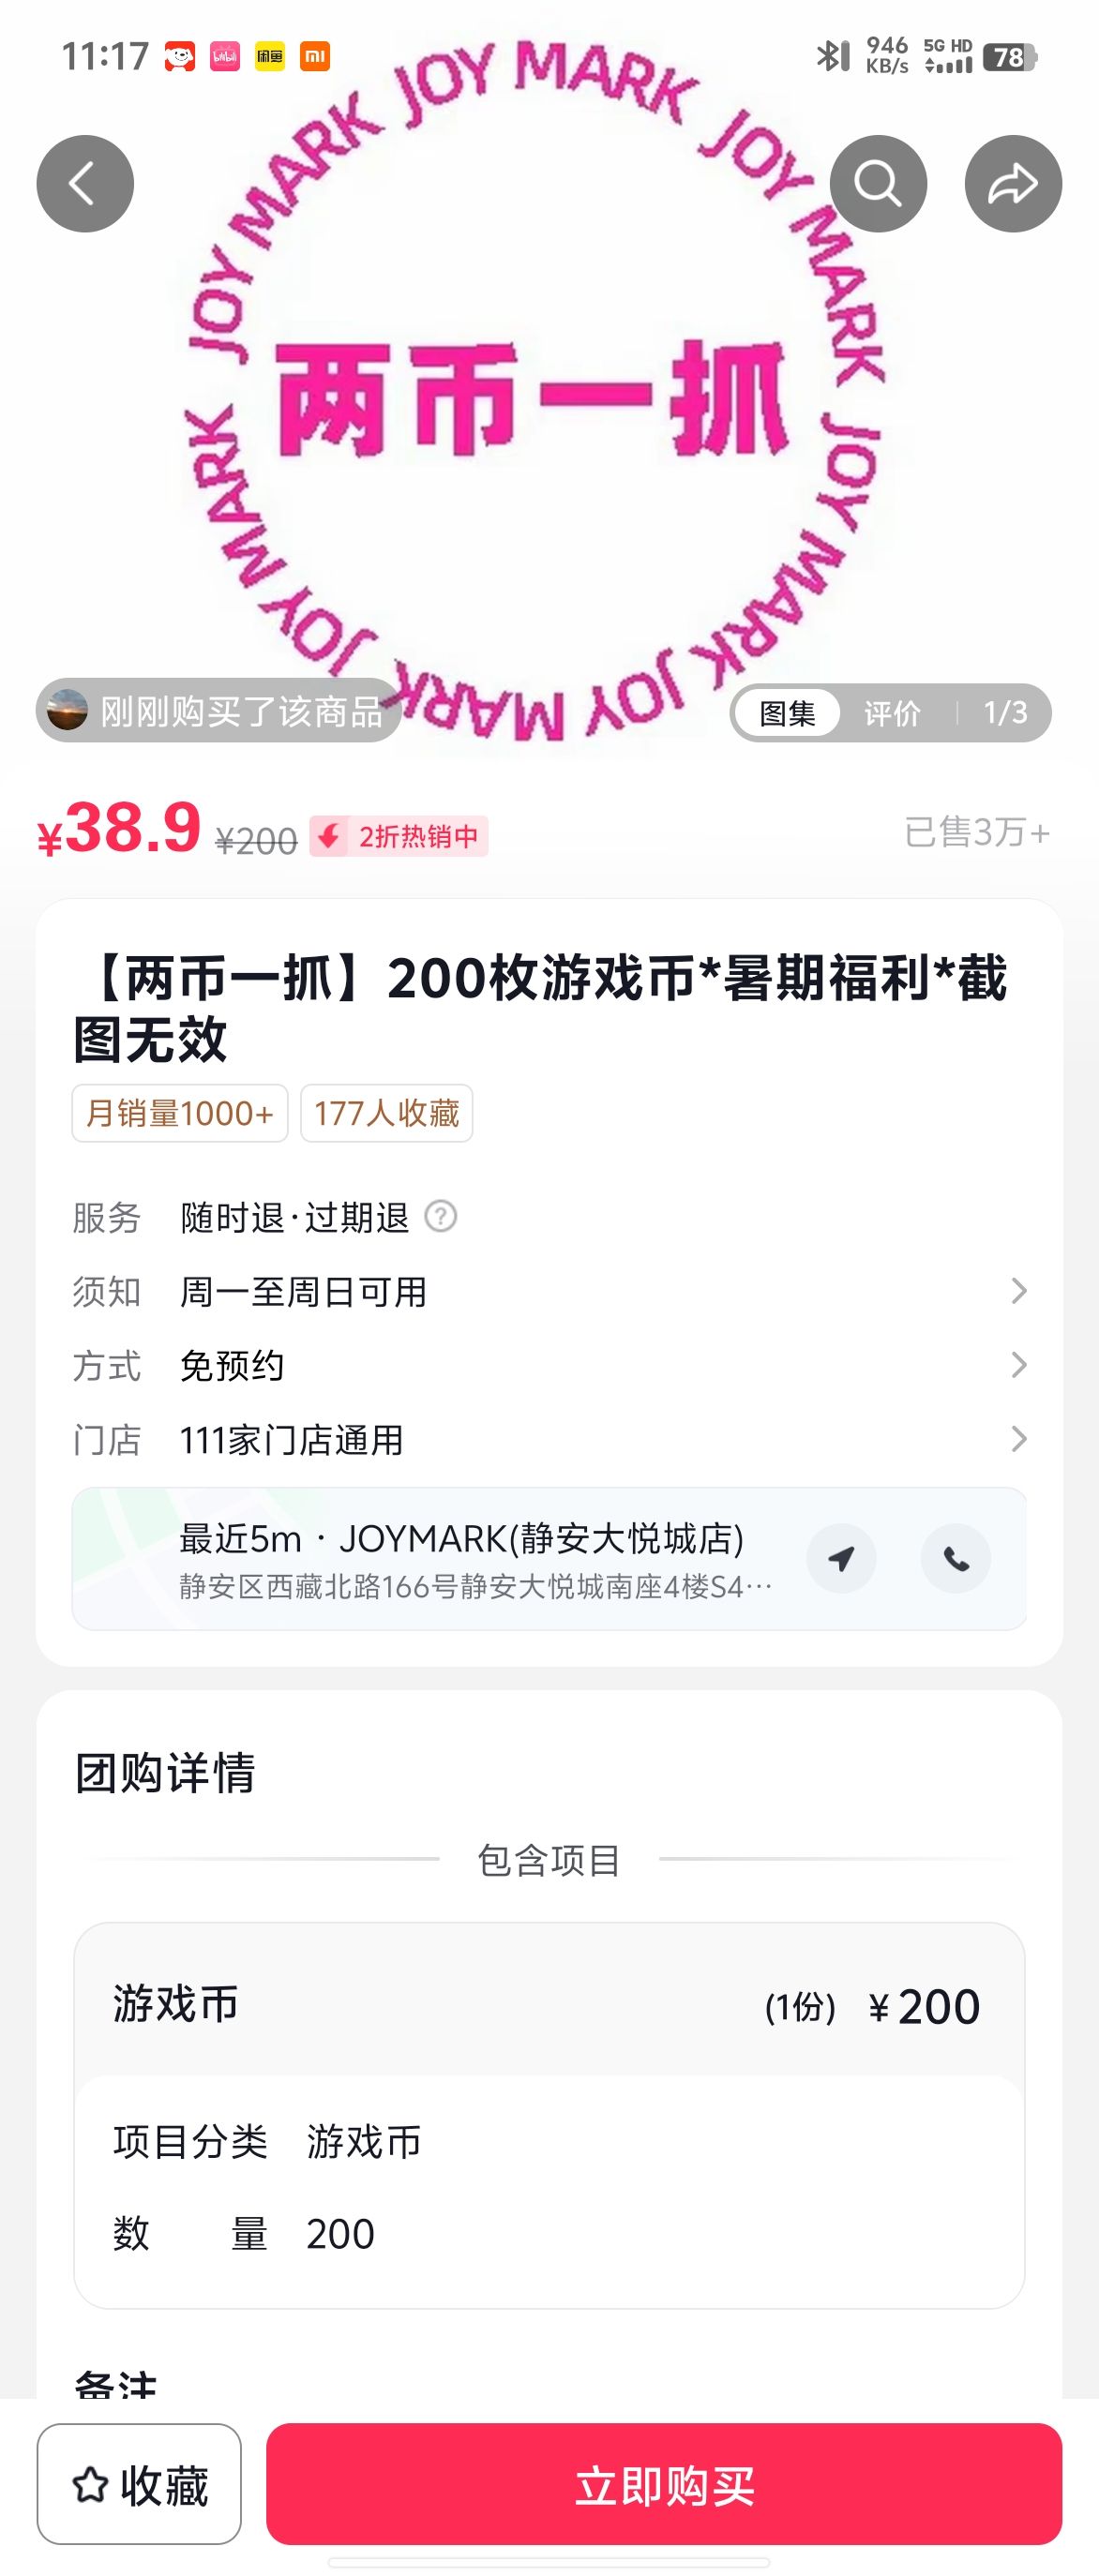 11:17
946
KB/s
5G HD
78
JOY MARK JOY MARK JOY MARK JOY MARK JOY MARK JOY MARK JOY MARK
两币一抓
刚刚购买了该商品
图集 评价 1/3
¥38.9 ¥200 2折热销中 已售3万+
【两币一抓】200枚游戏币*暑期福利*截
图无效
月销量1000+ 177人收藏
服务 随时退·过期退
须知 周一至周日可用
方式 免预约
门店 111家门店通用
最近5m · JOYMARK(静安大悦城店)
静安区西藏北路166号静安大悦城南座4楼S4…
团购详情
包含项目
游戏币 (1份) ¥200
项目分类 游戏币
数量 200
备注
收藏 立即购买